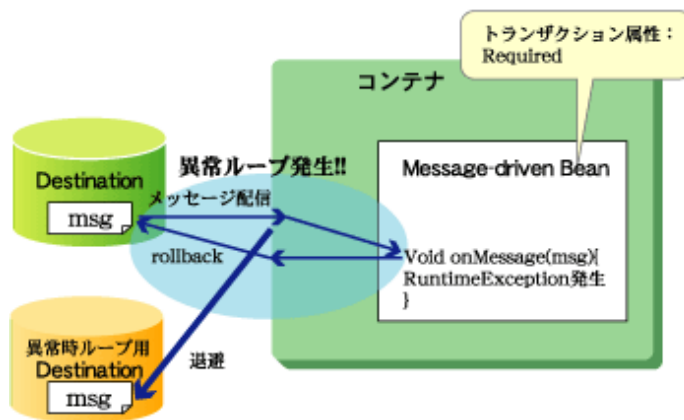 トランザクション属性：
Required
コンテナ
異常ループ発生!!
Message-driven Bean
Destination
msg
メッセージ配信
rollback
Void onMessage(msg){
RuntimeException発生
}
異常時ループ用
Destination
msg
退避